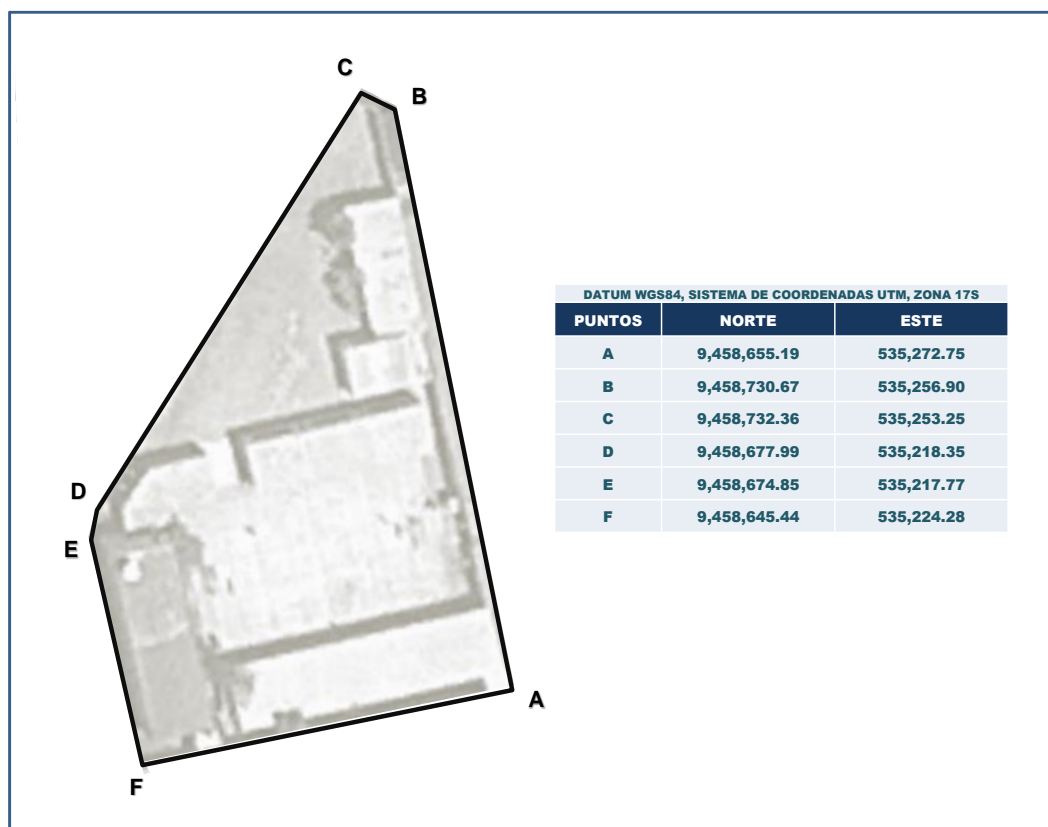 C
B
DATUM WGS84, SISTEMA DE COORDENADAS UTM, ZONA 17S
PUNTOS NORTE ESTE
A 9,458,655.19 535,272.75
B 9,458,730.67 535,256.90
C 9,458,732.36 535,253.25
D 9,458,677.99 535,218.35
E 9,458,674.85 535,217.77
F 9,458,645.44 535,224.28
D
E
A
F